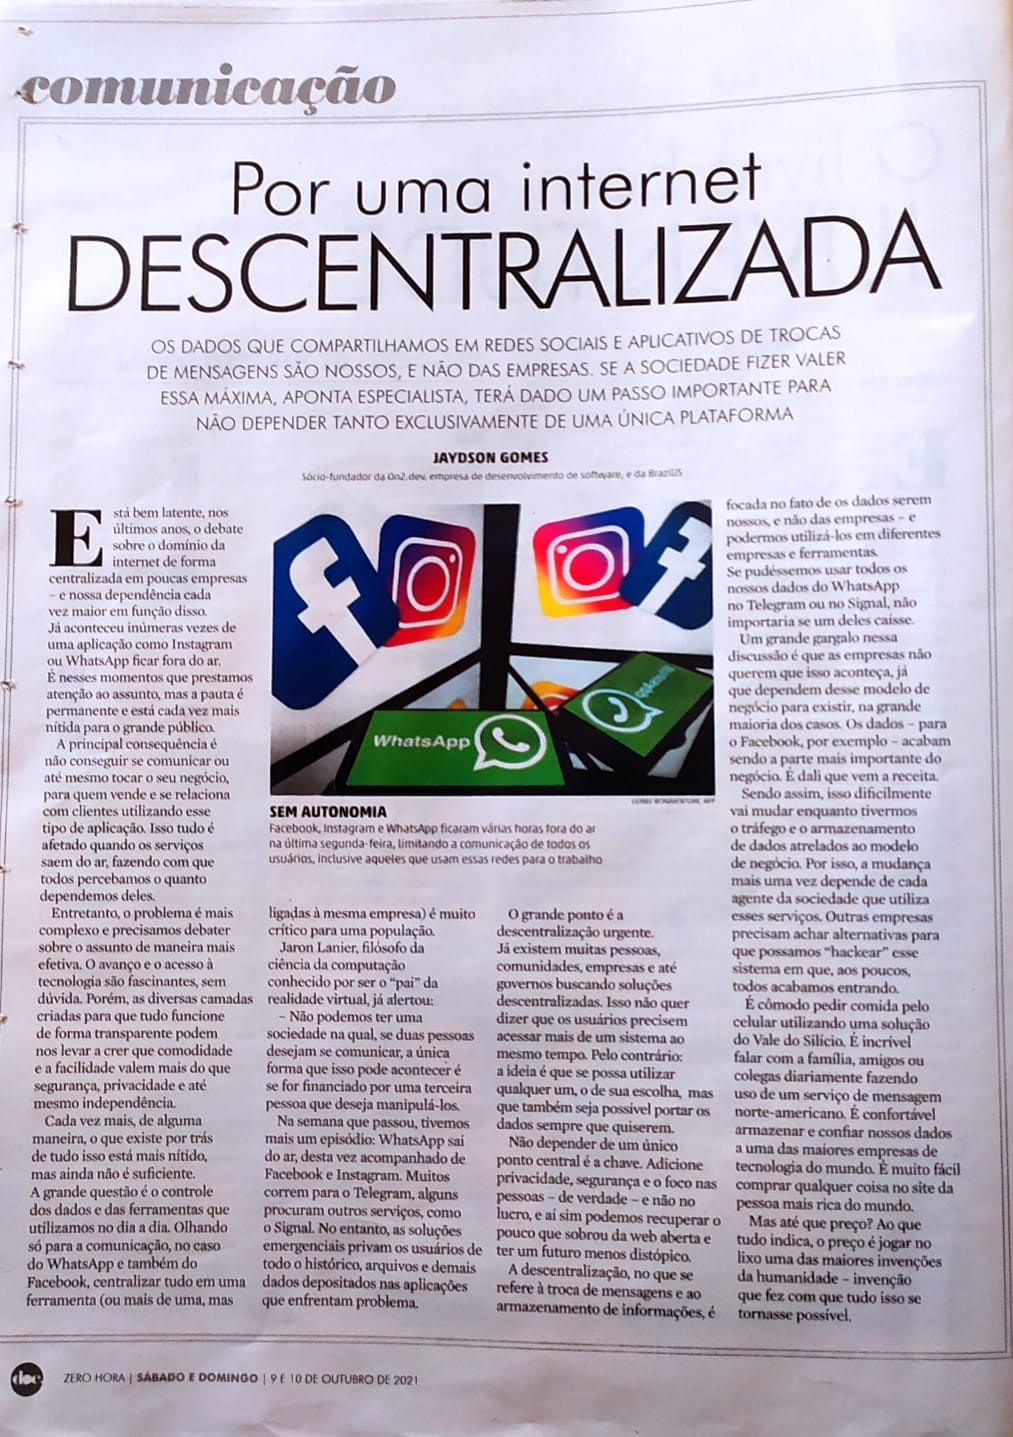 comunicação
Por uma internet
DESCENTRALIZADA
OS DADOS QUE COMPARTILHAMOS EM REDES SOCIAIS E APLICATIVOS DE TROCAS
DE MENSAGENS SÃO NOSSOS, E NÃO DAS EMPRESAS. SE A SOCIEDADE FIZER VALER
ESSA MÁXIMA, APONTA ESPECIALISTA, TERÁ DADO UM PASSO IMPORTANTE PARA
NÃO DEPENDER TANTO EXCLUSIVAMENTE DE UMA ÚNICA PLATAFORMA
JAYDSON GOMES
Sócio-fundador da On2.dev, empresa de desenvolvimento de software, e da BrazilJS
Está bem latente, nos
últimos anos, o debate
sobre o domínio da
internet de forma
centralizada em poucas empresas
– e nossa dependência cada
vez maior em função disso.
Já aconteceu inúmeras vezes de
uma aplicação como Instagram
ou WhatsApp ficar fora do ar.
É nesses momentos que prestamos
atenção ao assunto, mas a pauta é
permanente e está cada vez mais
nítida para o grande público.
A principal consequência é
não conseguir se comunicar ou
até mesmo tocar o seu negócio,
para quem vende e se relaciona
com clientes utilizando esse
tipo de aplicação. Isso tudo é
afetado quando os serviços
saem do ar, fazendo com que
todos percebamos o quanto
dependemos deles.
Entretanto, o problema é mais
complexo e precisamos debater
sobre o assunto de maneira mais
efetiva. O avanço e o acesso à
tecnologia são fascinantes, sem
dúvida. Porém, as diversas camadas
criadas para que tudo funcione
de forma transparente podem
nos levar a crer que comodidade
e a facilidade valem mais do que
segurança, privacidade e até
mesmo independência.
Cada vez mais, de alguma
maneira, o que existe por trás
de tudo isso está mais nítido,
mas ainda não é suficiente.
A grande questão é o controle
dos dados e das ferramentas que
utilizamos no dia a dia. Olhando
só para a comunicação, no caso
do WhatsApp e também do
Facebook, centralizar tudo em uma
ferramenta (ou mais de uma, mas
WhatsApp
WhatsApp
LIONEL BONAVENTURE, AFP
SEM AUTONOMIA
Facebook, Instagram e WhatsApp ficaram várias horas fora do ar
na última segunda-feira, limitando a comunicação de todos os
usuários, inclusive aqueles que usam essas redes para o trabalho
ligadas à mesma empresa) é muito
crítico para uma população.
Jaron Lanier, filósofo da
ciência da computação
conhecido por ser o “pai” da
realidade virtual, já alertou:
– Não podemos ter uma
sociedade na qual, se duas pessoas
desejam se comunicar, a única
forma que isso pode acontecer é
se for financiado por uma terceira
pessoa que deseja manipulá-los.
Na semana que passou, tivemos
mais um episódio: WhatsApp sai
do ar, desta vez acompanhado de
Facebook e Instagram. Muitos
correm para o Telegram, alguns
procuram outros serviços, como
o Signal. No entanto, as soluções
emergenciais privam os usuários de
todo o histórico, arquivos e demais
dados depositados nas aplicações
que enfrentam problema.
O grande ponto é a
descentralização urgente.
Já existem muitas pessoas,
comunidades, empresas e até
governos buscando soluções
descentralizadas. Isso não quer
dizer que os usuários precisem
acessar mais de um sistema ao
mesmo tempo. Pelo contrário:
a ideia é que se possa utilizar
qualquer um, o de sua escolha, mas
que também seja possível portar os
dados sempre que quiserem.
Não depender de um único
ponto central é a chave. Adicione
privacidade, segurança e o foco nas
pessoas – de verdade – e não no
lucro, e aí sim podemos recuperar o
pouco que sobrou da web aberta e
ter um futuro menos distópico.
A descentralização, no que se
refere à troca de mensagens e ao
armazenamento de informações, é
focada no fato de os dados serem
nossos, e não das empresas – e
podermos utilizá-los em diferentes
empresas e ferramentas.
Se pudéssemos usar todos os
nossos dados do WhatsApp
no Telegram ou no Signal, não
importaria se um deles caísse.
Um grande gargalo nessa
discussão é que as empresas não
querem que isso aconteça, já
que dependem desse modelo de
negócio para existir, na grande
maioria dos casos. Os dados – para
o Facebook, por exemplo – acabam
sendo a parte mais importante do
negócio. É dali que vem a receita.
Sendo assim, isso dificilmente
vai mudar enquanto tivermos
o tráfego e o armazenamento
de dados atrelados ao modelo
de negócio. Por isso, a mudança
mais uma vez depende de cada
agente da sociedade que utiliza
esses serviços. Outras empresas
precisam achar alternativas para
que possamos “hackear” esse
sistema em que, aos poucos,
todos acabamos entrando.
É cômodo pedir comida pelo
celular utilizando uma solução
do Vale do Silício. É incrível
falar com a família, amigos ou
colegas diariamente fazendo
uso de um serviço de mensagem
norte-americano. É confortável
armazenar e confiar nossos dados
a uma das maiores empresas de
tecnologia do mundo. É muito fácil
comprar qualquer coisa no site da
pessoa mais rica do mundo.
Mas até que preço? Ao que
tudo indica, o preço é jogar no
lixo uma das maiores invenções
da humanidade – invenção
que fez com que tudo isso se
tornasse possível.
doc
ZERO HORA | SÁBADO E DOMINGO | 9 E 10 DE OUTUBRO DE 2021